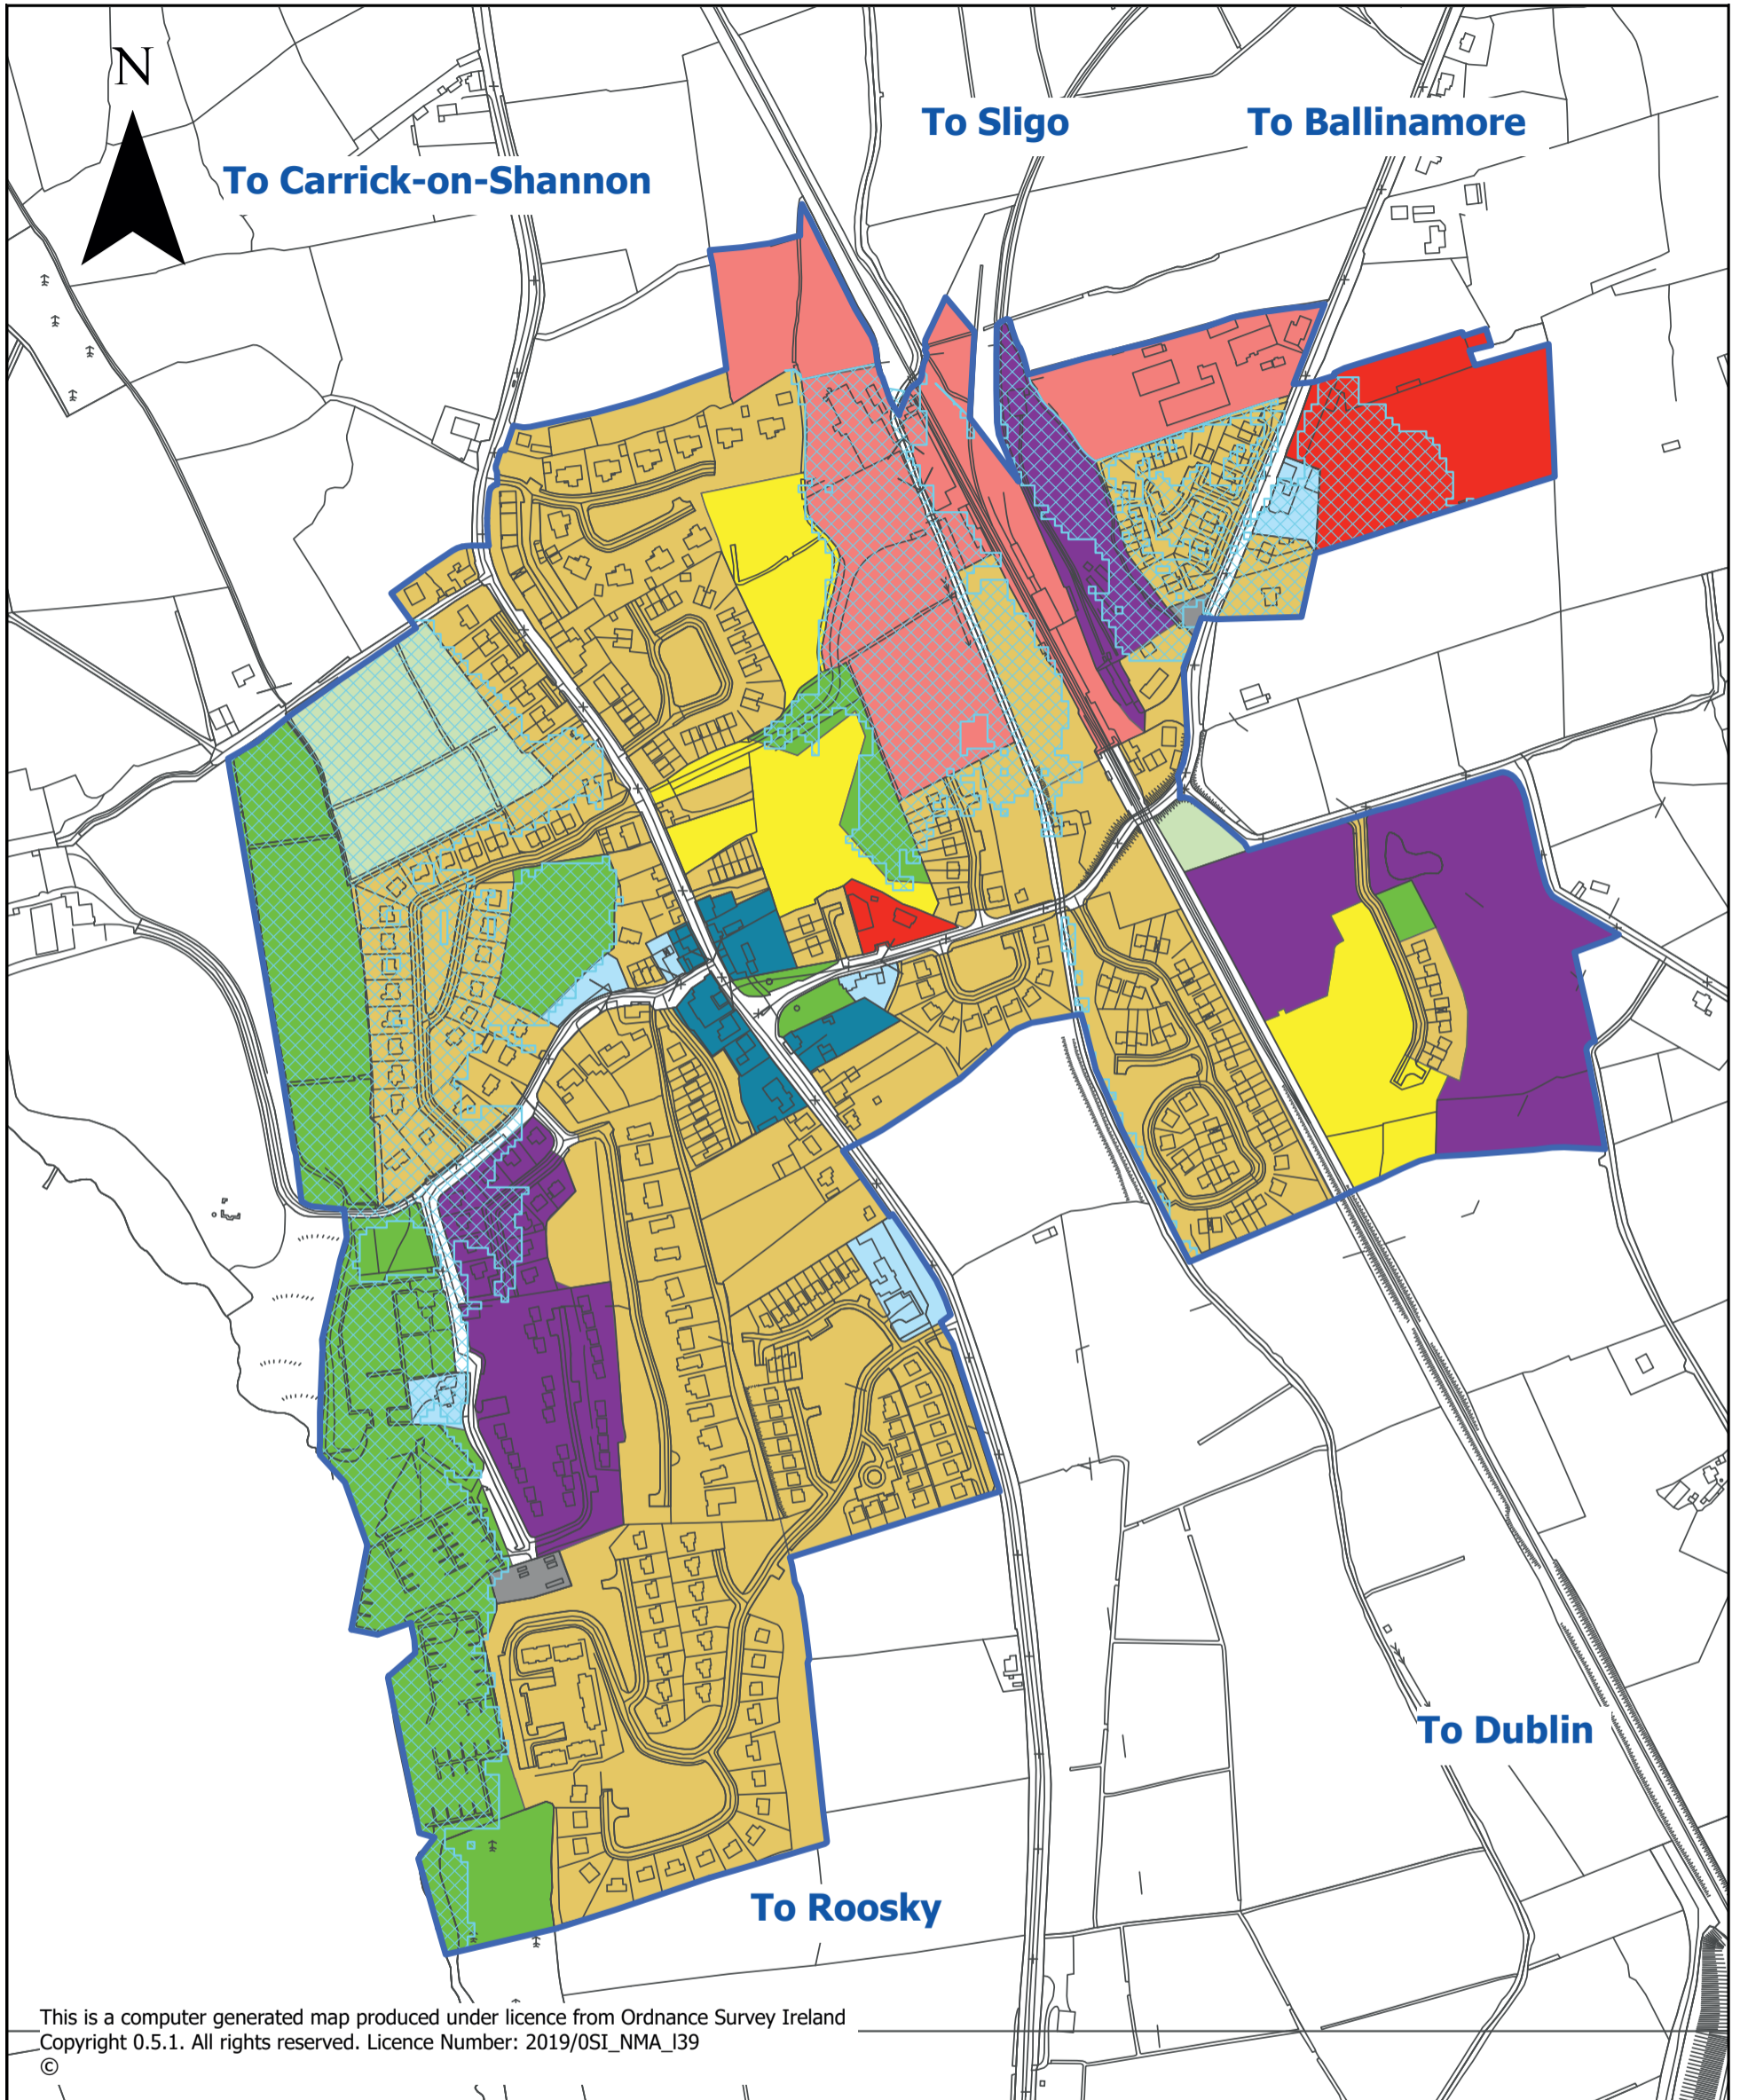 N
To Sligo
To Ballinamore
To Carrick-on-Shannon
To Dublin
To Roosky
This is a computer generated map produced under licence from Ordnance Survey Ireland
Copyright 0.5.1. All rights reserved. Licence Number: 2019/0SI_NMA_l39
©